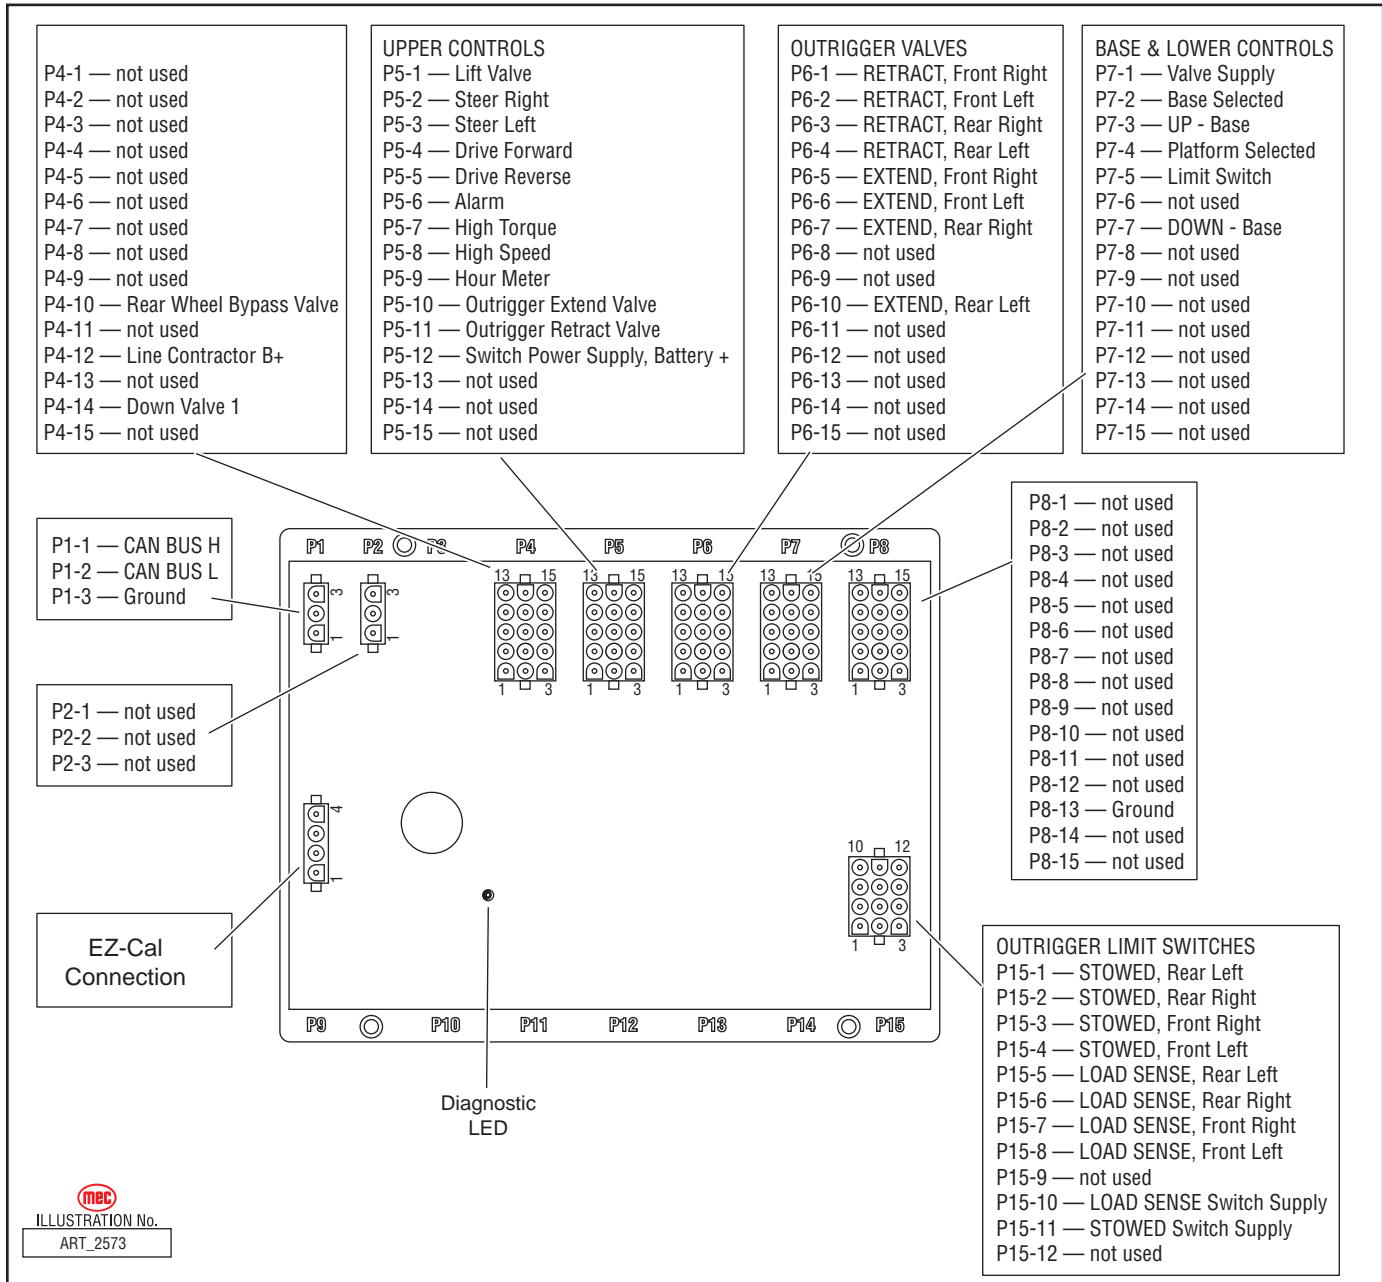 P4-1 — not used
P4-2 — not used
P4-3 — not used
P4-4 — not used
P4-5 — not used
P4-6 — not used
P4-7 — not used
P4-8 — not used
P4-9 — not used
P4-10 — Rear Wheel Bypass Valve
P4-11 — not used
P4-12 — Line Contractor B+
P4-13 — not used
P4-14 — Down Valve 1
P4-15 — not used
UPPER CONTROLS
P5-1 — Lift Valve
P5-2 — Steer Right
P5-3 — Steer Left
P5-4 — Drive Forward
P5-5 — Drive Reverse
P5-6 — Alarm
P5-7 — High Torque
P5-8 — High Speed
P5-9 — Hour Meter
P5-10 — Outrigger Extend Valve
P5-11 — Outrigger Retract Valve
P5-12 — Switch Power Supply, Battery +
P5-13 — not used
P5-14 — not used
P5-15 — not used
OUTRIGGER VALVES
P6-1 — RETRACT, Front Right
P6-2 — RETRACT, Front Left
P6-3 — RETRACT, Rear Right
P6-4 — RETRACT, Rear Left
P6-5 — EXTEND, Front Right
P6-6 — EXTEND, Front Left
P6-7 — EXTEND, Rear Right
P6-8 — not used
P6-9 — not used
P6-10 — EXTEND, Rear Left
P6-11 — not used
P6-12 — not used
P6-13 — not used
P6-14 — not used
P6-15 — not used
BASE & LOWER CONTROLS
P7-1 — Valve Supply
P7-2 — Base Selected
P7-3 — UP - Base
P7-4 — Platform Selected
P7-5 — Limit Switch
P7-6 — not used
P7-7 — DOWN - Base
P7-8 — not used
P7-9 — not used
P7-10 — not used
P7-11 — not used
P7-12 — not used
P7-13 — not used
P7-14 — not used
P7-15 — not used
P1-1 — CAN BUS H
P1-2 — CAN BUS L
P1-3 — Ground
P2-1 — not used
P2-2 — not used
P2-3 — not used
EZ-Cal
Connection
P1 P2 P3 P4 P5 P6 P7 P8
3 3 13 15 13 15 13 15 13 15 13 15
1 1 1 3 1 3 1 3 1 3 1 3
4
1
10 12
1 3
P9 P10 P11 P12 P13 P14 P15
Diagnostic
LED
P8-1 — not used
P8-2 — not used
P8-3 — not used
P8-4 — not used
P8-5 — not used
P8-6 — not used
P8-7 — not used
P8-8 — not used
P8-9 — not used
P8-10 — not used
P8-11 — not used
P8-12 — not used
P8-13 — Ground
P8-14 — not used
P8-15 — not used
OUTRIGGER LIMIT SWITCHES
P15-1 — STOWED, Rear Left
P15-2 — STOWED, Rear Right
P15-3 — STOWED, Front Right
P15-4 — STOWED, Front Left
P15-5 — LOAD SENSE, Rear Left
P15-6 — LOAD SENSE, Rear Right
P15-7 — LOAD SENSE, Front Right
P15-8 — LOAD SENSE, Front Left
P15-9 — not used
P15-10 — LOAD SENSE Switch Supply
P15-11 — STOWED Switch Supply
P15-12 — not used
mec
ILLUSTRATION No.
ART_2573